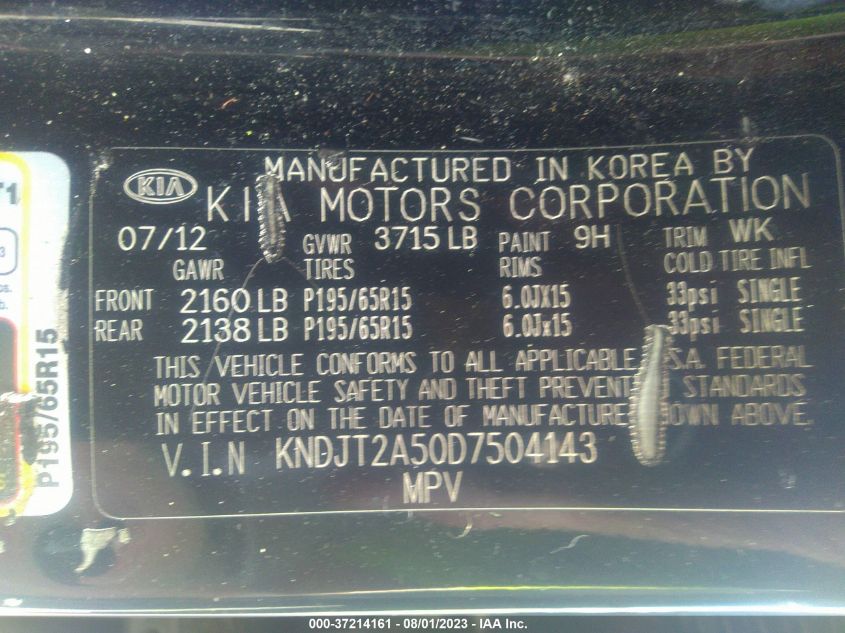 MANUFACTURED IN KOREA BY
KIA KIA MOTORS CORPORATION
07/12 GVWR 3715 LB PAINT 9H TRIM WK
GAWR TIRES RIMS COLD TIRE INFL
FRONT 2160 LB P195/65R15 6.0JX15 33psi SINGLE
REAR 2138 LB P195/65R15 6.0Jx15 33psi SINGLE
THIS VEHICLE CONFORMS TO ALL APPLICABLE .S.A. FEDERAL
MOTOR VEHICLE SAFETY AND THEFT PREVENT STANDARDS
IN EFFECT ON THE DATE OF MANUFACTURE OWN ABOVE.
V.I.N KNDJT2A50D7504143
MPV
P195/65R15
000-37214161 - 08/01/2023 - IAA Inc.